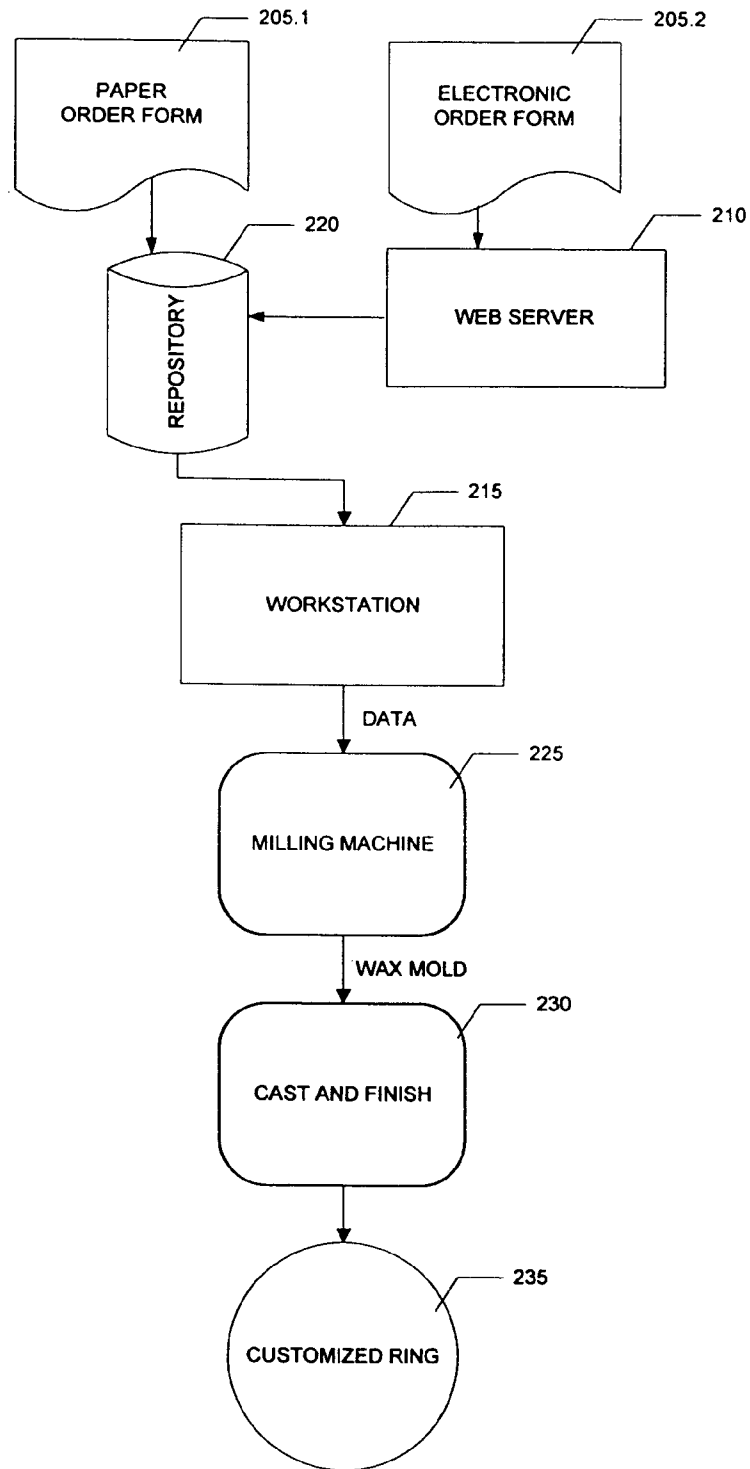 205.1
205.2
PAPER
ORDER FORM
ELECTRONIC
ORDER FORM
220
210
REPOSITORY
WEB SERVER
215
WORKSTATION
DATA
225
MILLING MACHINE
WAX MOLD
230
CAST AND FINISH
235
CUSTOMIZED RING